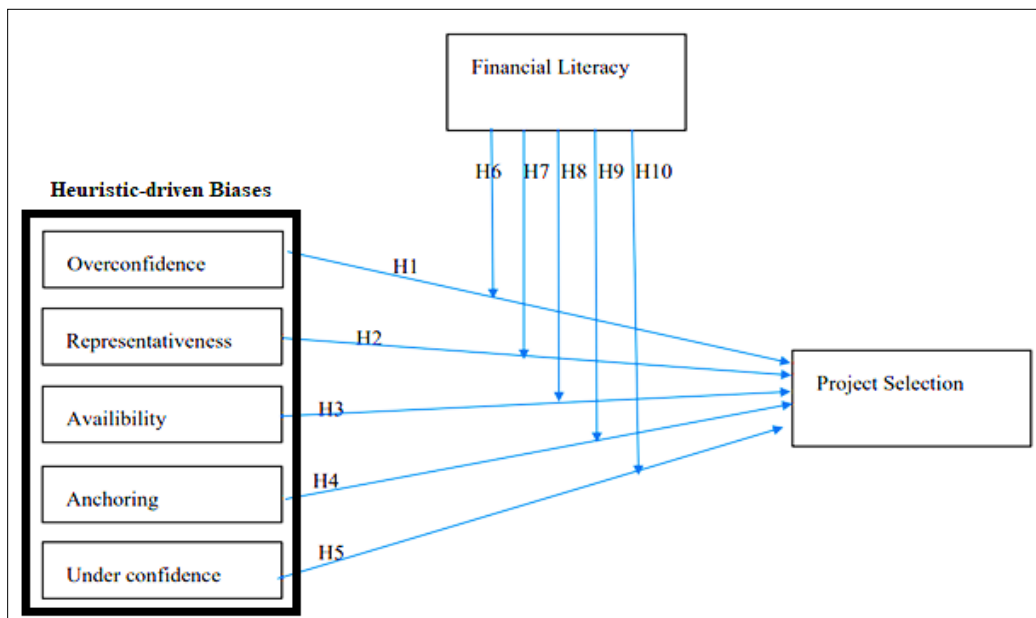 Financial Literacy
H6 H7 H8 H9 H10
Heuristic-driven Biases
Overconfidence
H1
Representativeness
H2
Project Selection
Availibility
H3
Anchoring
H4
Under confidence
H5